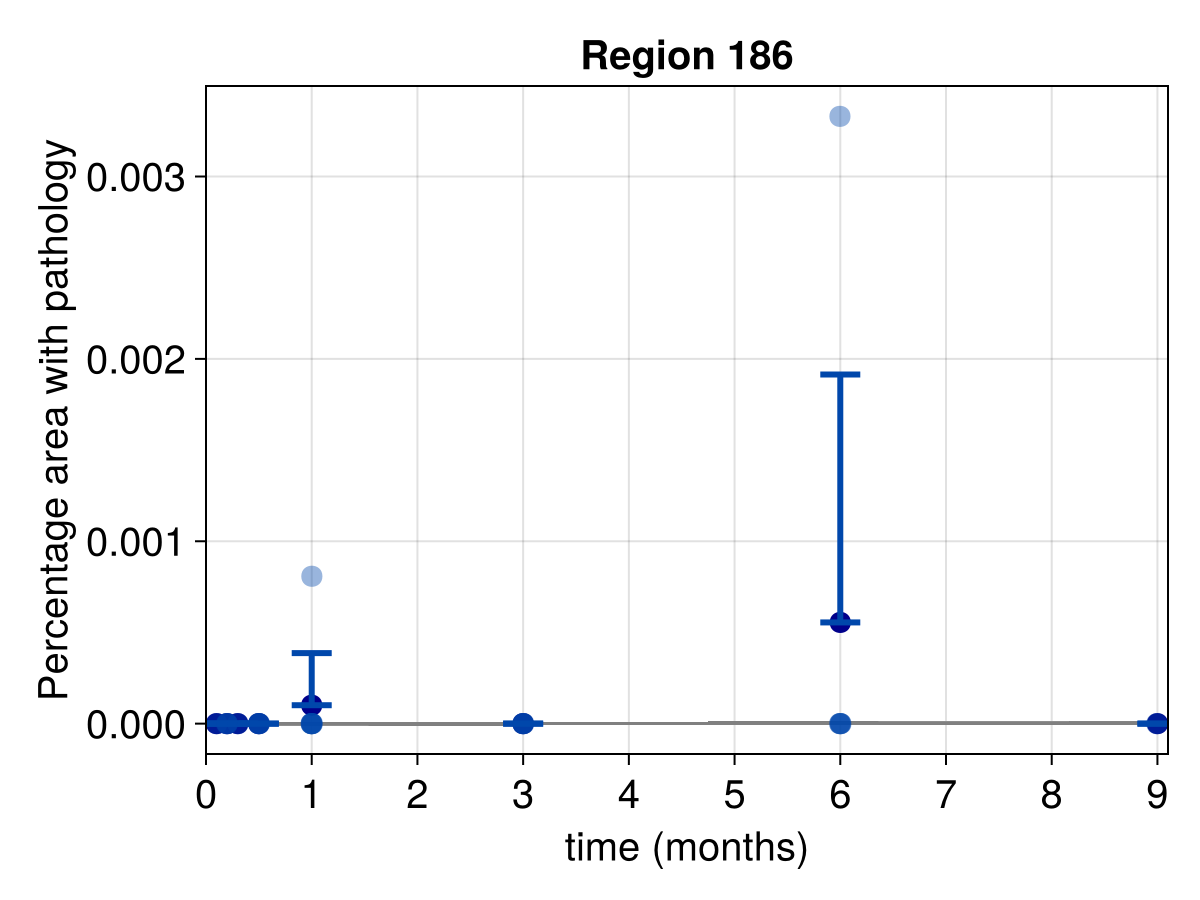 Region 186
Percentage area with pathology
0.003
0.002
0.001
0.000
0 1 2 3 4 5 6 7 8 9
time (months)